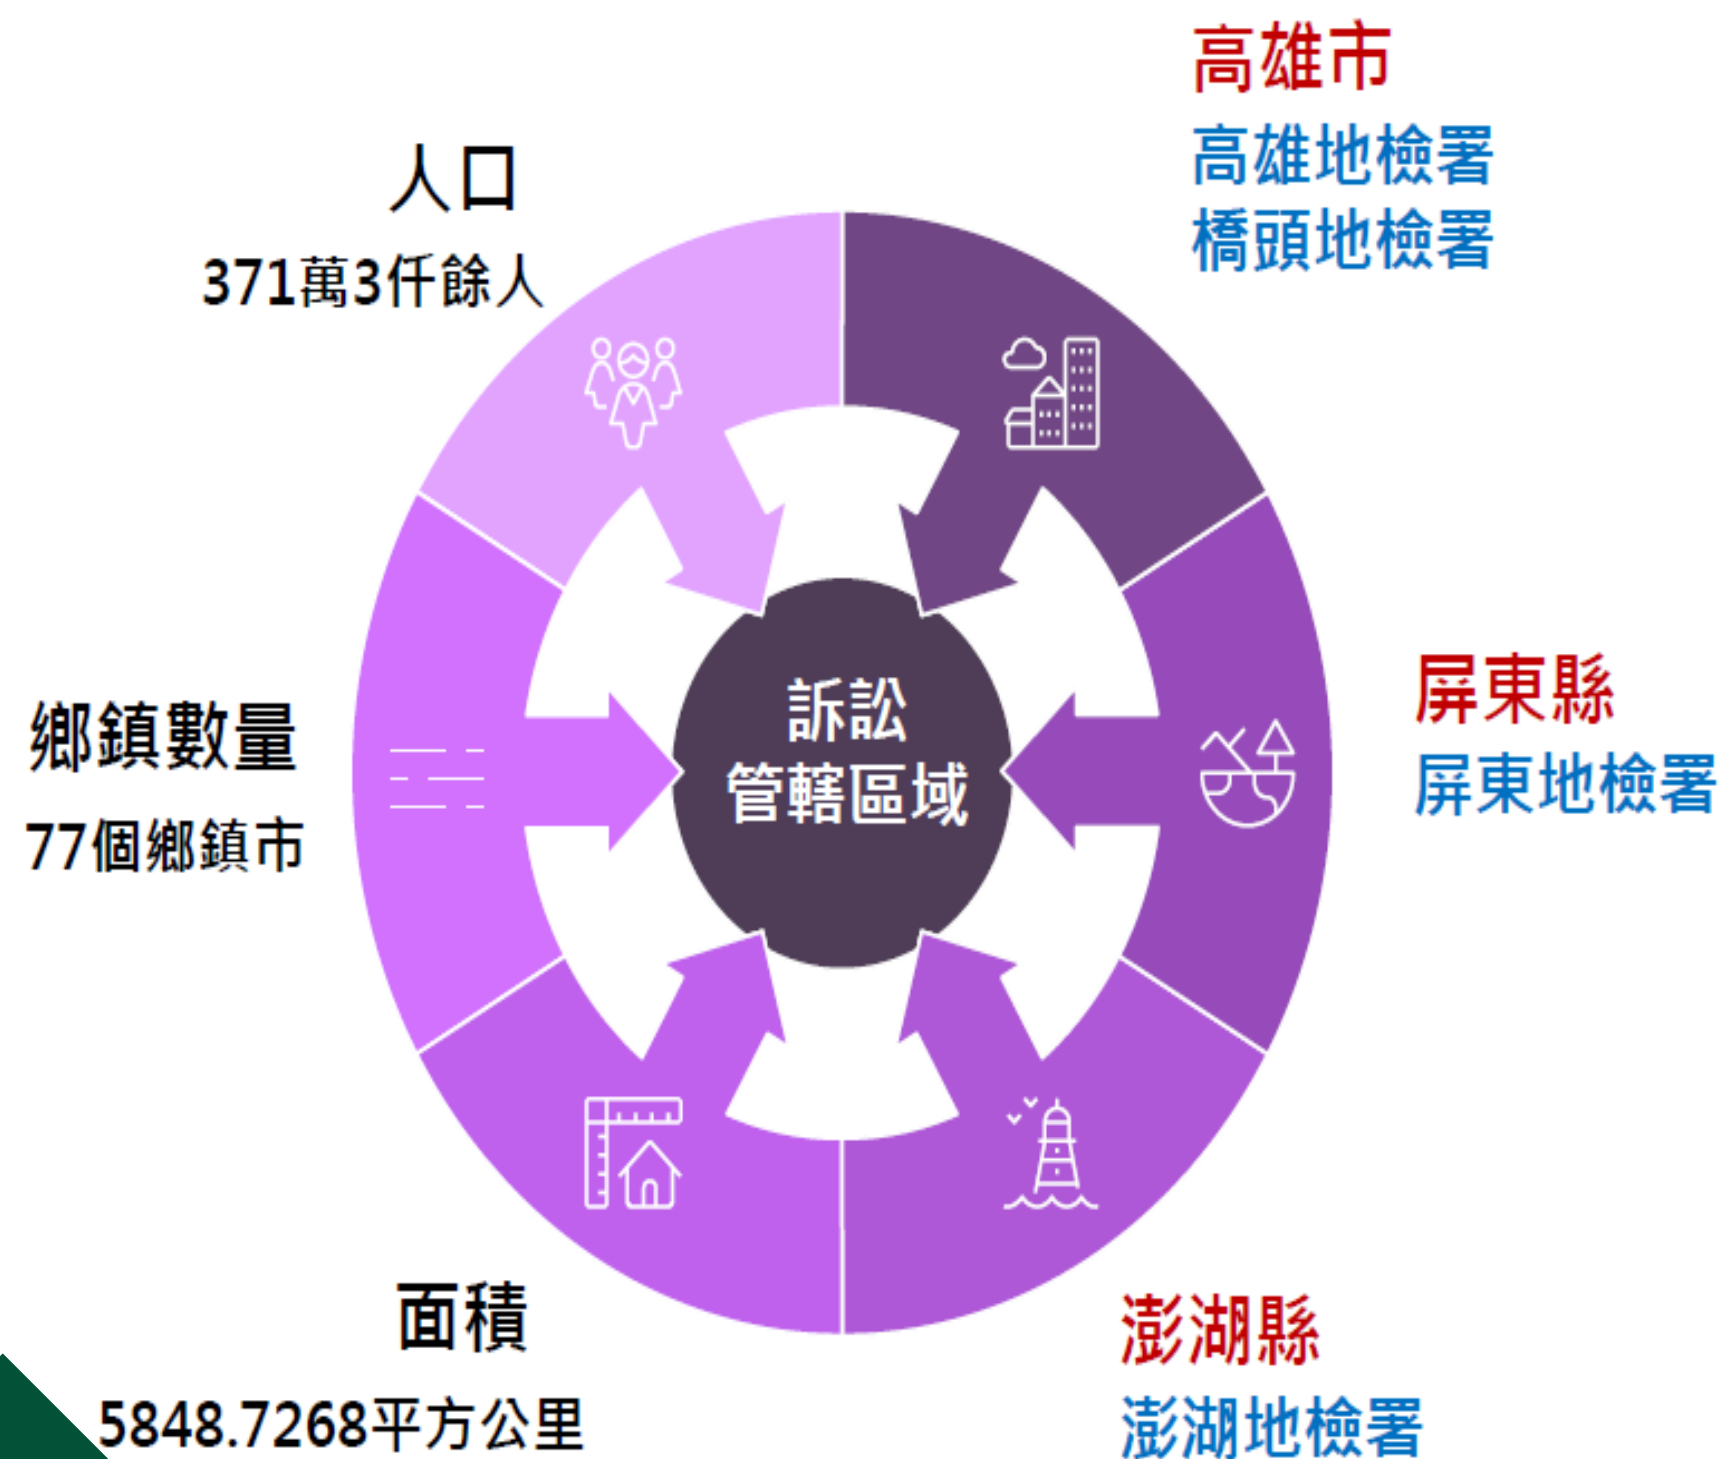 高雄市
高雄地檢署
橋頭地檢署
人口
371萬3仟餘人
訴訟
管轄區域
屏東縣
屏東地檢署
鄉鎮數量
77個鄉鎮市
面積
5848.7268平方公里
澎湖縣
澎湖地檢署